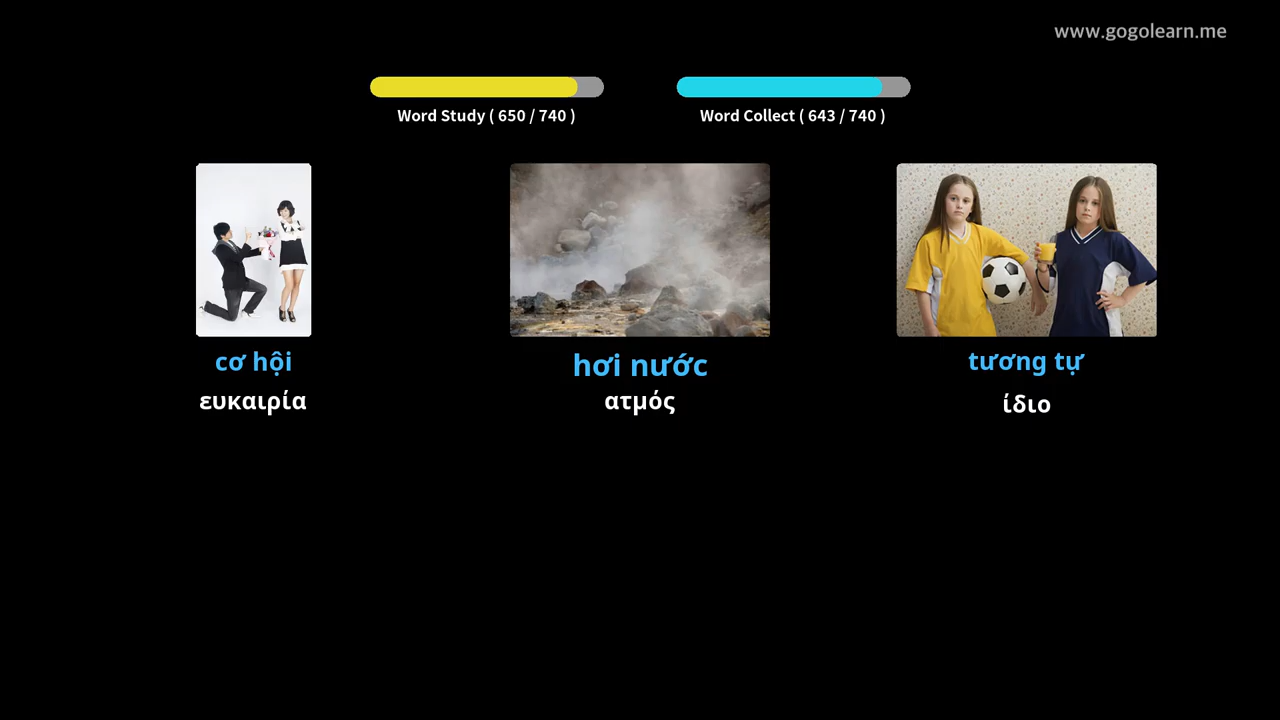 www.gogolearn.me
Word Study ( 650 / 740 )
Word Collect ( 643 / 740 )
cơ hội
ευκαιρία
hơi nước
ατμός
tương tự
ίδιο